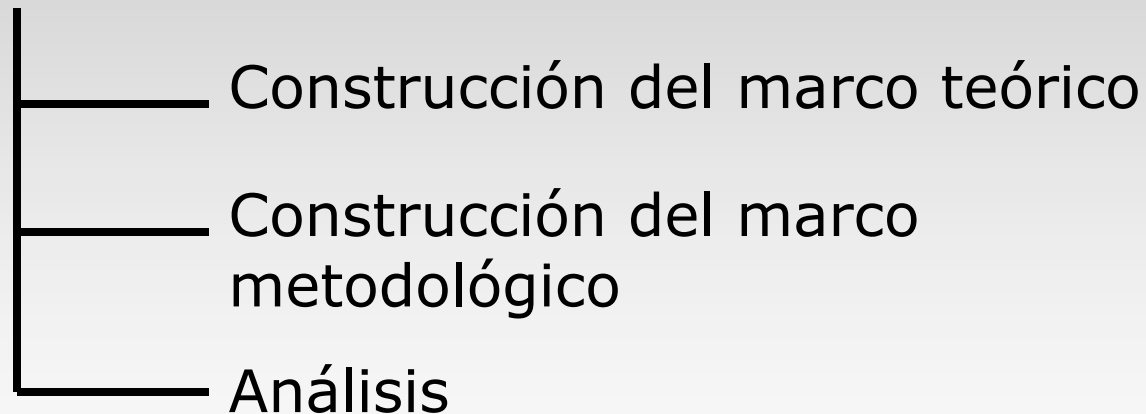 Construcción del marco teórico
Construcción del marco
metodológico
Análisis